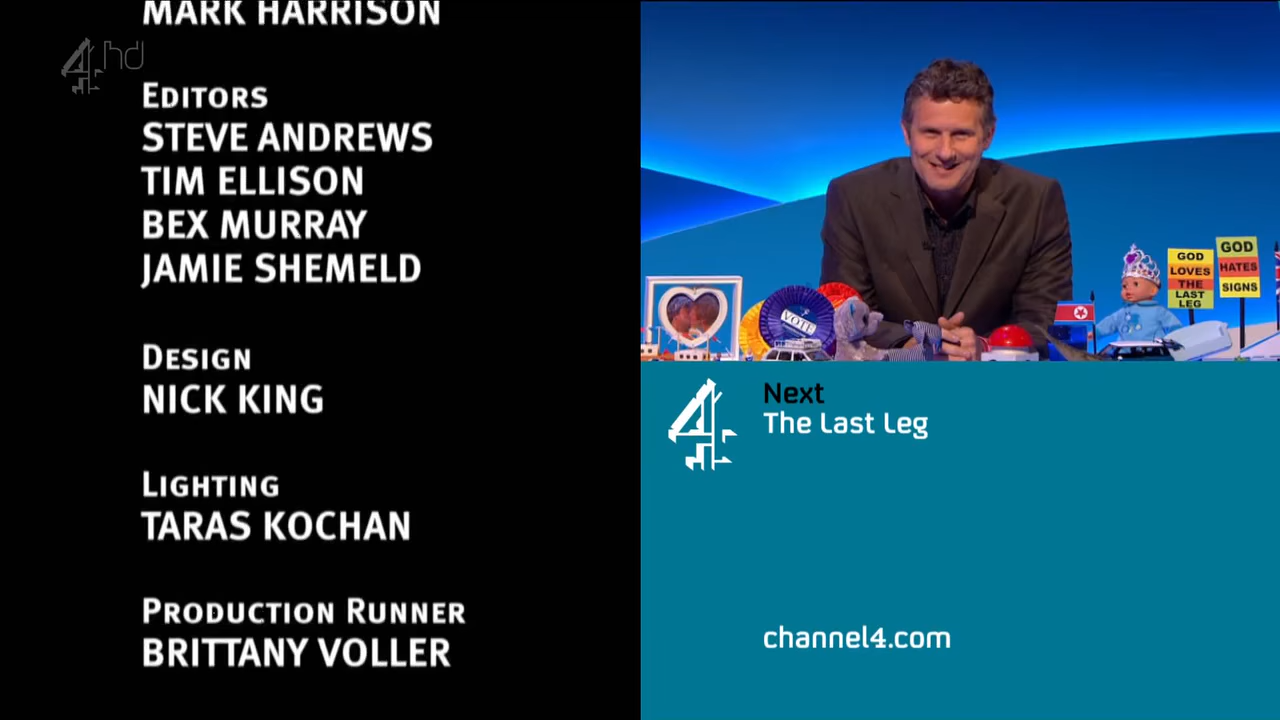 MARK HARRISON
4hd
EDITORS
STEVE ANDREWS
TIM ELLISON
BEX MURRAY
JAMIE SHEMELD
DESIGN
NICK KING
LIGHTING
TARAS KOCHAN
PRODUCTION RUNNER
BRITTANY VOLLER
VOTE
GOD
LOVES
THE
LAST
LEG
GOD
HATES
SIGNS
4
Next
The Last Leg
channel4.com